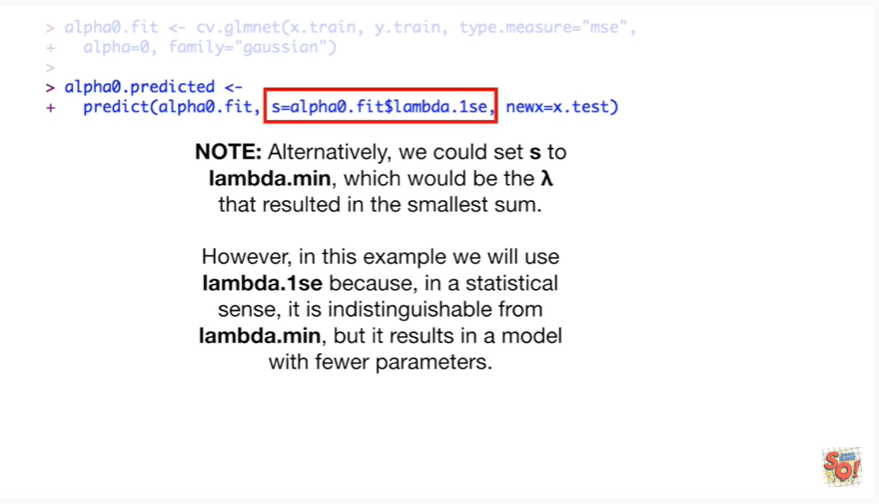 > alpha0.fit <- cv.glmnet(x.train, y.train, type.measure="mse",
+   alpha=0, family="gaussian")
>
> alpha0.predicted <-
+   predict(alpha0.fit, s=alpha0.fit$lambda.1se, newx=x.test)
NOTE: Alternatively, we could set s to
lambda.min, which would be the λ
that resulted in the smallest sum.
However, in this example we will use
lambda.1se because, in a statistical
sense, it is indistinguishable from
lambda.min, but it results in a model
with fewer parameters.
SQ!